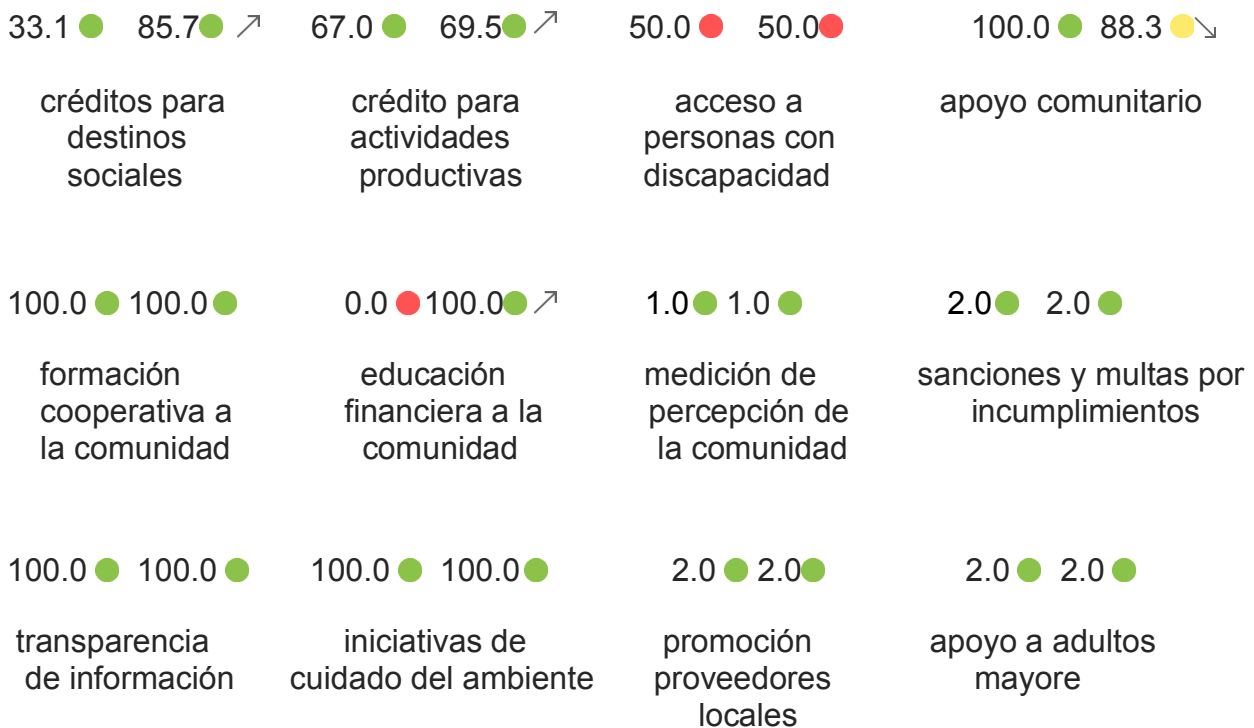 33.1 85.7 67.0 69.5 50.0 50.0 100.0 88.3
créditos para
destinos
sociales
crédito para
actividades
productivas
acceso a
personas con
discapacidad
apoyo comunitario
100.0 100.0 0.0 100.0 1.0 1.0 2.0 2.0
formación
cooperativa a
la comunidad
educación
financiera a la
comunidad
medición de
percepción de
la comunidad
sanciones y multas por
incumplimientos
100.0 100.0 100.0 100.0 2.0 2.0 2.0 2.0
transparencia
de información
iniciativas de
cuidado del ambiente
promoción
proveedores
locales
apoyo a adultos
mayore